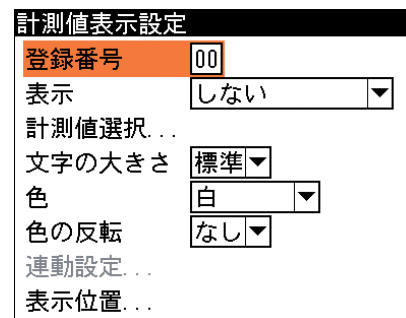 計測値表示設定
登録番号 00
表示 しない ▼
計測値選択...
文字の大きさ 標準▼
色 白 ▼
色の反転 なし▼
連動設定...
表示位置...